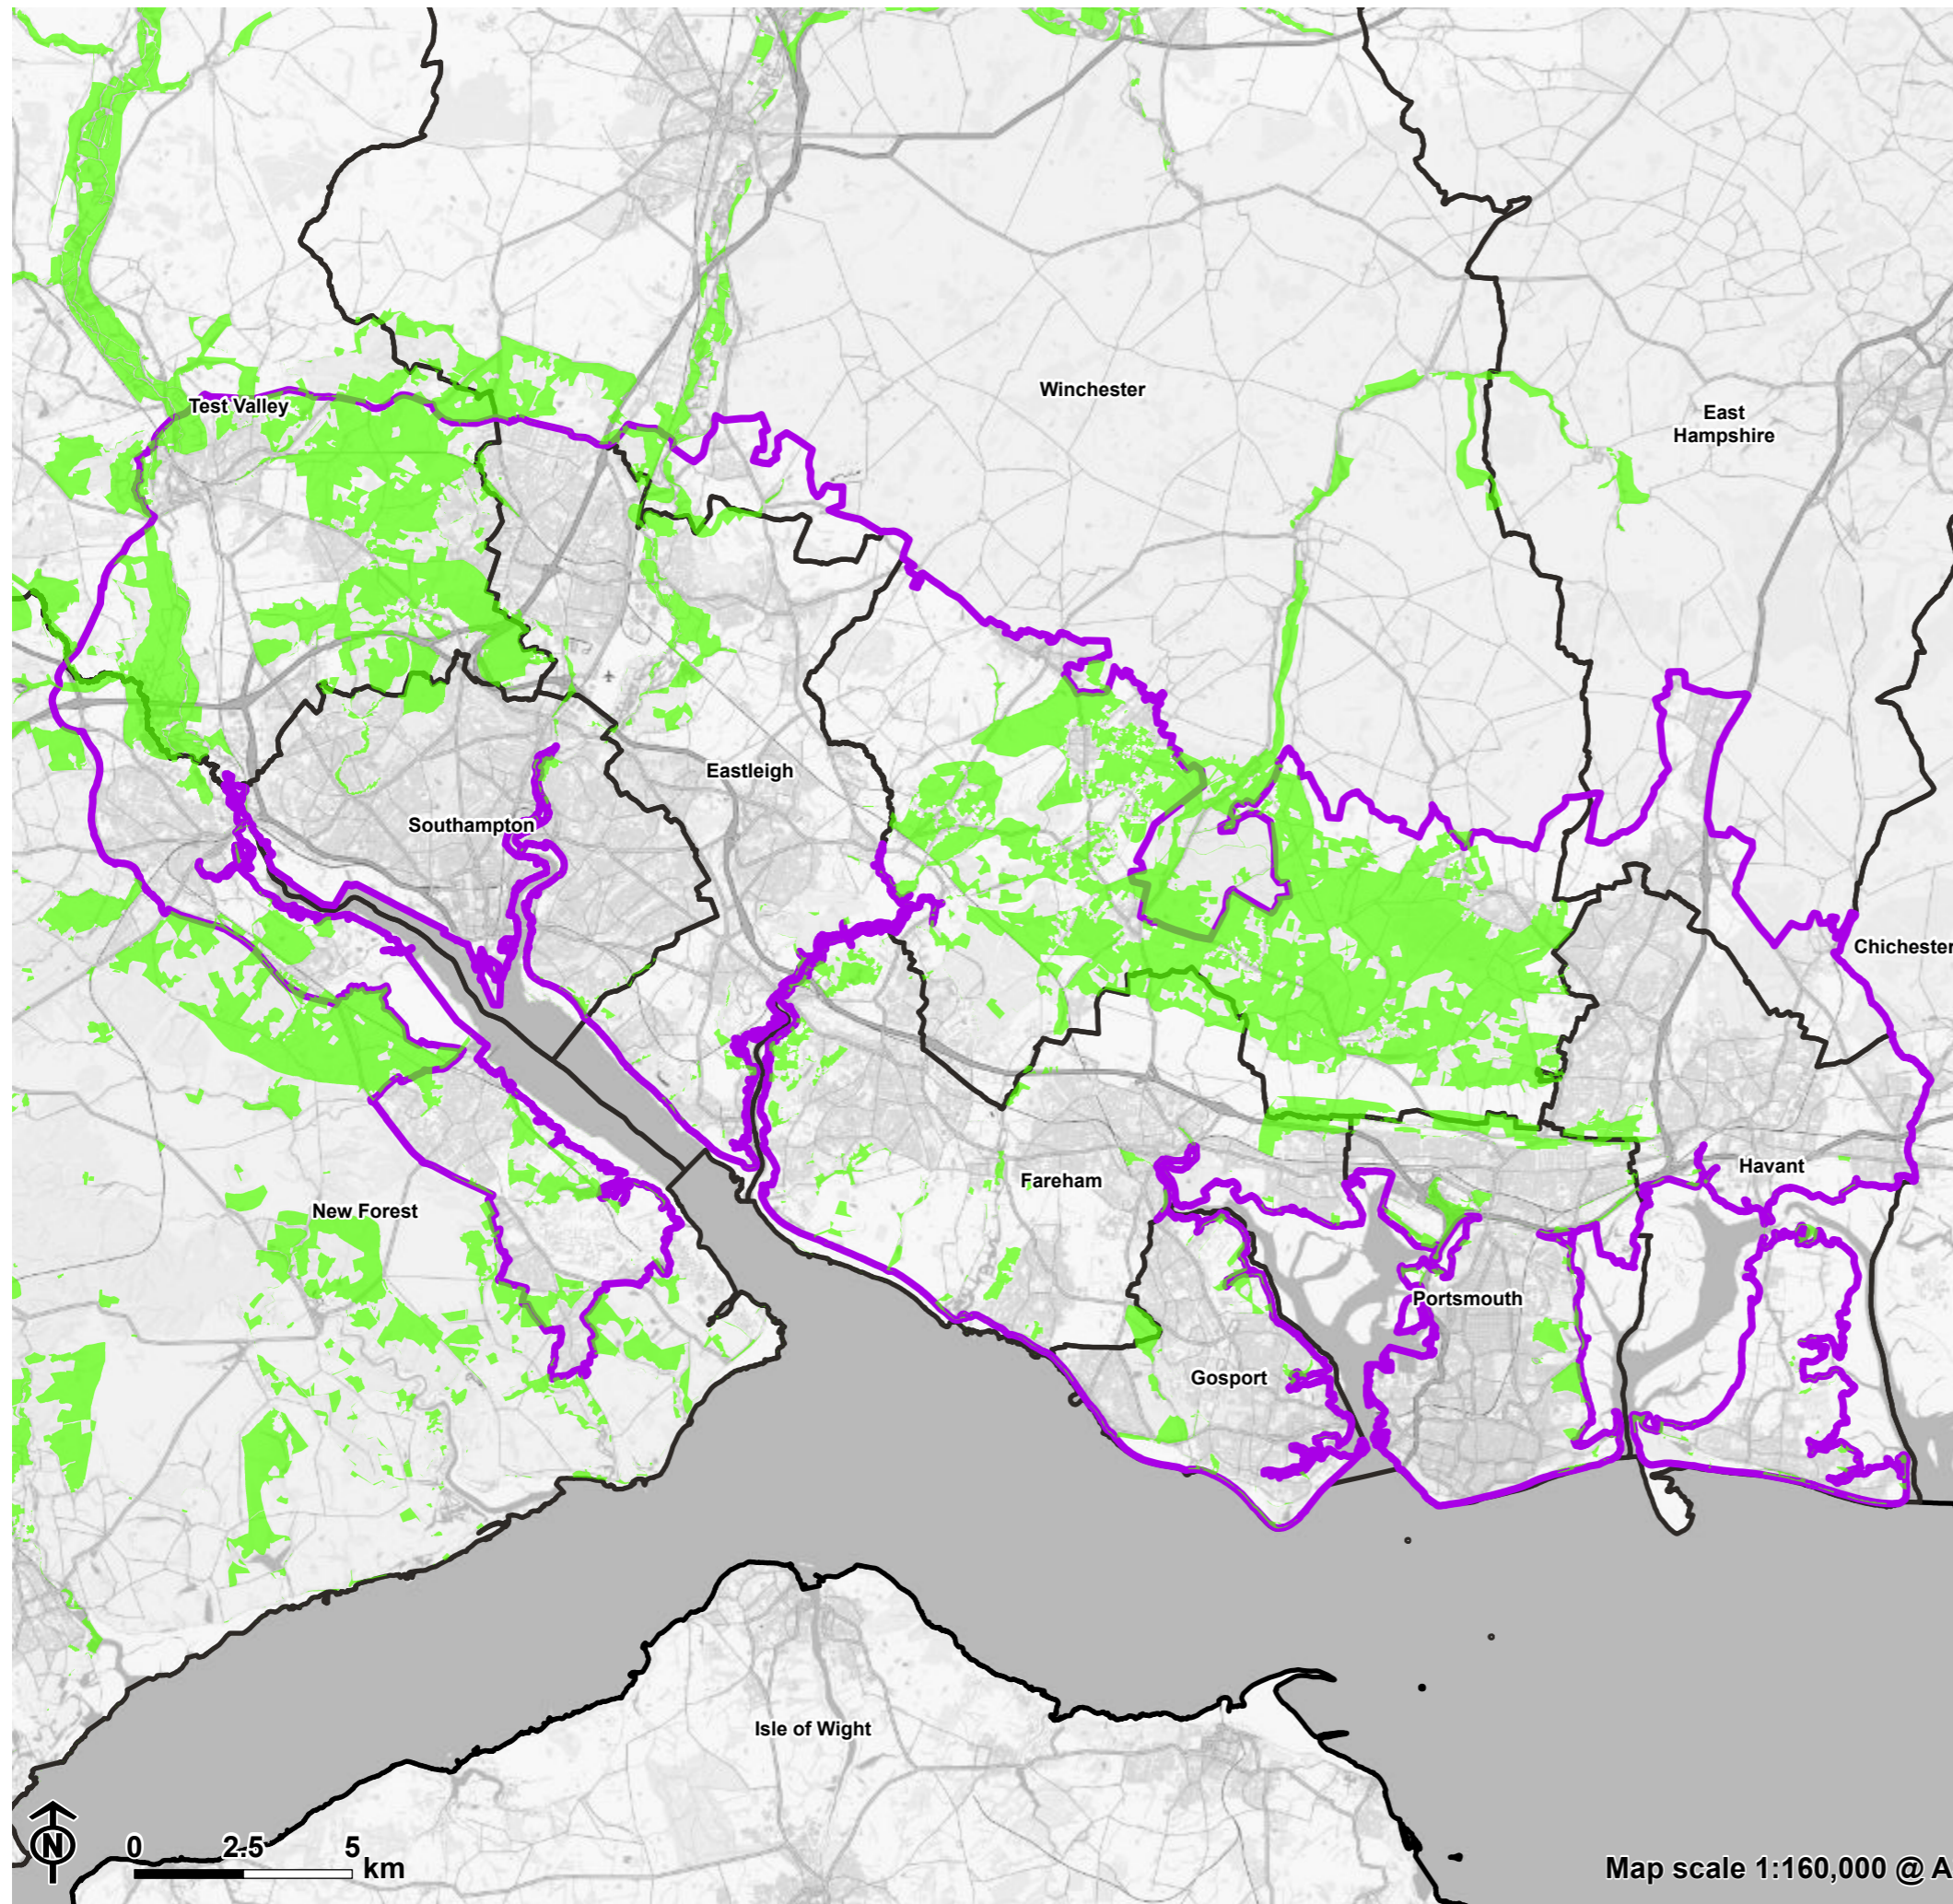 Winchester
Test Valley
East
Hampshire
Eastleigh
Southampton
Chichester
Havant
Fareham
New Forest
Portsmouth
Gosport
Isle of Wight
N
0 2.5 5 km
Map scale 1:160,000 @ A